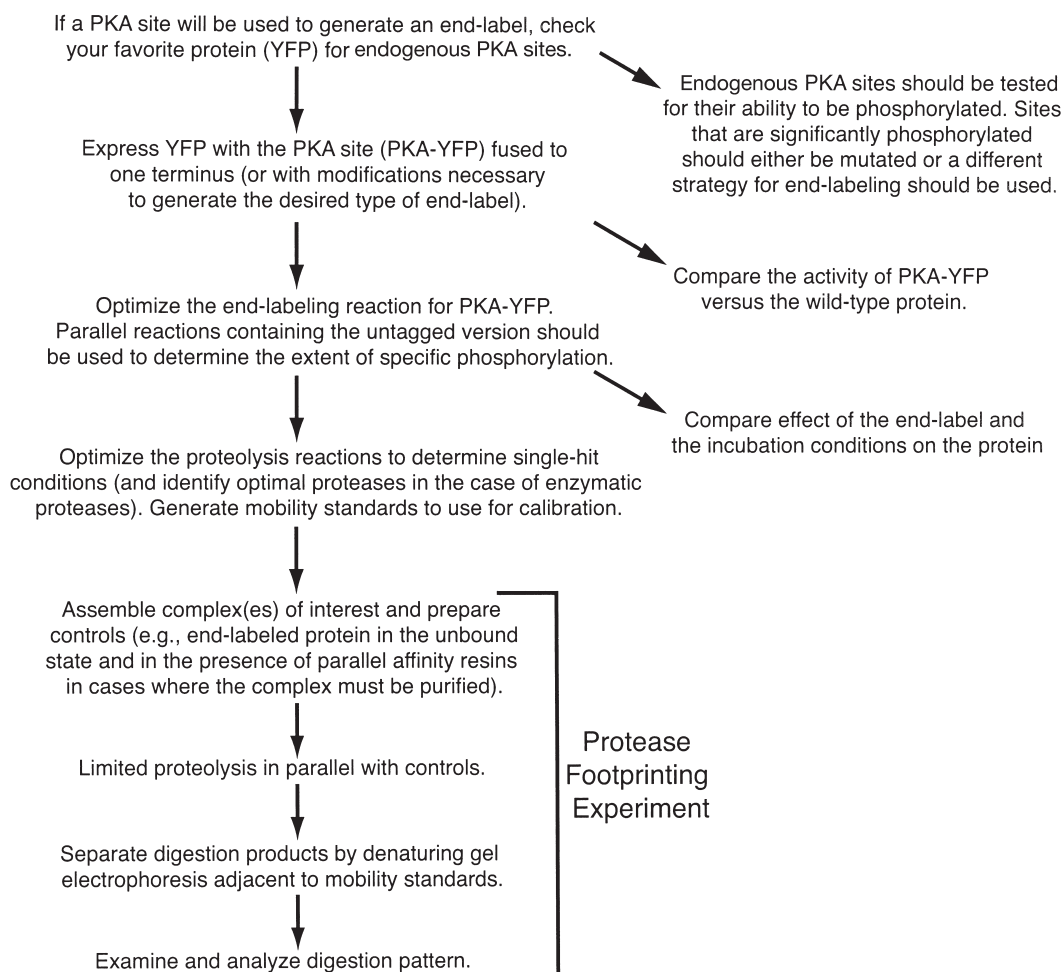 If a PKA site will be used to generate an end-label, check
your favorite protein (YFP) for endogenous PKA sites.
Endogenous PKA sites should be tested
for their ability to be phosphorylated. Sites
that are significantly phosphorylated
should either be mutated or a different
strategy for end-labeling should be used.
Express YFP with the PKA site (PKA-YFP) fused to
one terminus (or with modifications necessary
to generate the desired type of end-label).
Compare the activity of PKA-YFP
versus the wild-type protein.
Optimize the end-labeling reaction for PKA-YFP.
Parallel reactions containing the untagged version should
be used to determine the extent of specific phosphorylation.
Compare effect of the end-label and
the incubation conditions on the protein
Optimize the proteolysis reactions to determine single-hit
conditions (and identify optimal proteases in the case of enzymatic
proteases). Generate mobility standards to use for calibration.
Assemble complex(es) of interest and prepare
controls (e.g., end-labeled protein in the unbound
state and in the presence of parallel affinity resins
in cases where the complex must be purified).
Limited proteolysis in parallel with controls.
Separate digestion products by denaturing gel
electrophoresis adjacent to mobility standards.
Examine and analyze digestion pattern.
Protease
Footprinting
Experiment